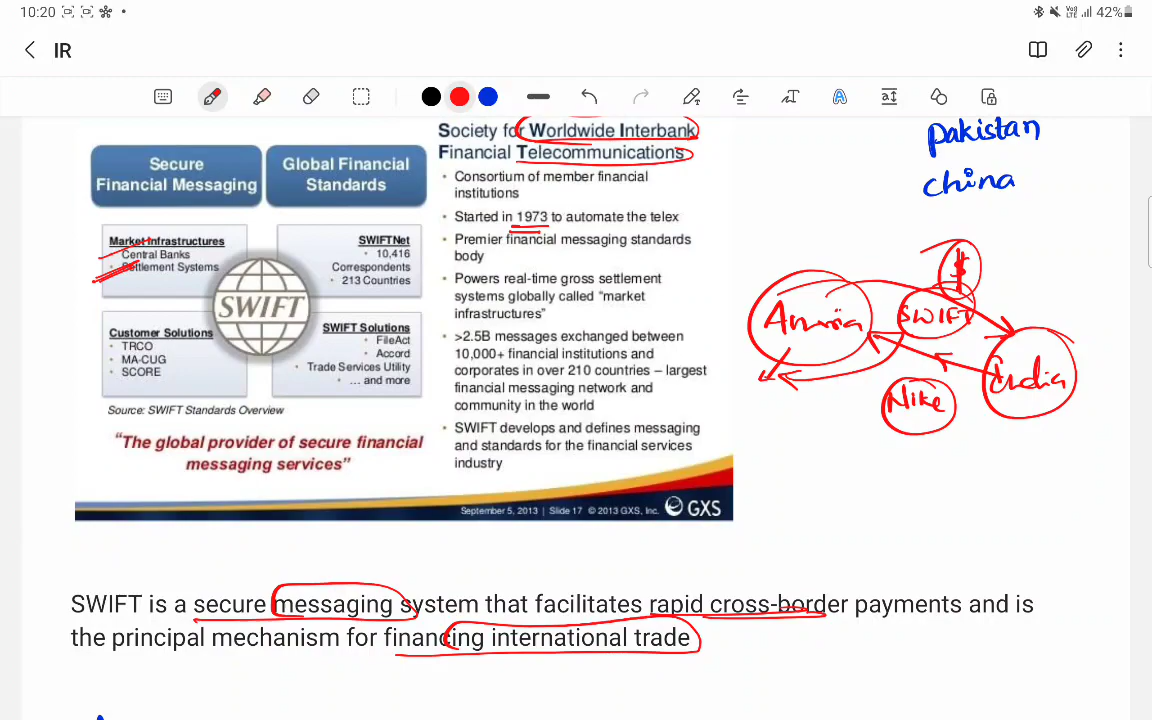 10:20
42%
IR
Society for Worldwide Interbank
Financial Telecommunications
Secure
Financial Messaging
Global Financial
Standards
Market Infrastructures
Central Banks
Settlement Systems
SWIFTNet
• 10,416
Correspondents
• 213 Countries
SWIFT
Customer Solutions
• TRCO
• MA-CUG
• SCORE
SWIFT Solutions
• FileAct
• Accord
• Trade Services Utility
• … and more
Source: SWIFT Standards Overview
“The global provider of secure financial
messaging services”
• Consortium of member financial
institutions
• Started in 1973 to automate the telex
• Premier financial messaging standards
body
• Powers real-time gross settlement
systems globally called “market
infrastructures”
• >2.5B messages exchanged between
10,000+ financial institutions and
corporates in over 210 countries – largest
financial messaging network and
community in the world
• SWIFT develops and defines messaging
and standards for the financial services
industry
September 5, 2013 | Slide 17 © 2013 GXS, Inc.
GXS
pakistan
china
$
SWIFT
India
Nike
SWIFT is a secure messaging system that facilitates rapid cross-border payments and is
the principal mechanism for financing international trade